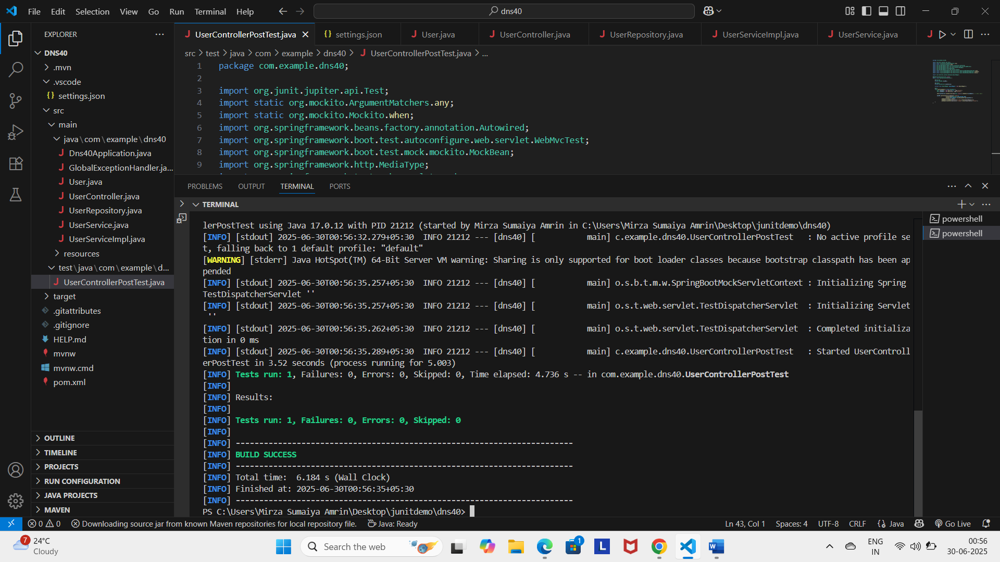 File Edit Selection View Go Run Terminal Help
dns40
EXPLORER
DNS40
.mvn
.vscode
settings.json
src
main
java\com\example\dns40
Dns40Application.java
GlobalExceptionHandler.ja...
User.java
UserController.java
UserRepository.java
UserService.java
UserServiceImpl.java
resources
test\java\com\example\d...
UserControllerPostTest.java
target
.gitattributes
.gitignore
HELP.md
mvnw
mvnw.cmd
pom.xml
OUTLINE
TIMELINE
PROJECTS
RUN CONFIGURATION
JAVA PROJECTS
MAVEN
UserControllerPostTest.java settings.json User.java UserController.java UserRepository.java UserServiceImpl.java UserService.java
src > test > java > com > example > dns40 > UserControllerPostTest.java > ...
1 package com.example.dns40;
2
3 import org.junit.jupiter.api.Test;
4 import static org.mockito.ArgumentMatchers.any;
5 import static org.mockito.Mockito.when;
6 import org.springframework.beans.factory.annotation.Autowired;
7 import org.springframework.boot.test.autoconfigure.web.servlet.WebMvcTest;
8 import org.springframework.boot.test.mock.mockito.MockBean;
9 import org.springframework.http.MediaType;
PROBLEMS OUTPUT TERMINAL PORTS
TERMINAL
powershell
powershell
lerPostTest using Java 17.0.12 with PID 21212 (started by Mirza Sumaiya Amrin in C:\Users\Mirza Sumaiya Amrin\Desktop\junitdemo\dns40)
[INFO] [stdout] 2025-06-30T00:56:32.279+05:30  INFO 21212 --- [dns40] [           main] c.example.dns40.UserControllerPostTest   : No active profile se
t, falling back to 1 default profile: "default"
[WARNING] [stderr] Java HotSpot(TM) 64-Bit Server VM warning: Sharing is only supported for boot loader classes because bootstrap classpath has been ap
pended
[INFO] [stdout] 2025-06-30T00:56:35.257+05:30  INFO 21212 --- [dns40] [           main] o.s.b.t.m.w.SpringBootMockServletContext : Initializing Spring
TestDispatcherServlet ''
[INFO] [stdout] 2025-06-30T00:56:35.257+05:30  INFO 21212 --- [dns40] [           main] o.s.t.web.servlet.TestDispatcherServlet  : Initializing Servlet
''
[INFO] [stdout] 2025-06-30T00:56:35.262+05:30  INFO 21212 --- [dns40] [           main] o.s.t.web.servlet.TestDispatcherServlet  : Completed initializa
tion in 0 ms
[INFO] [stdout] 2025-06-30T00:56:35.289+05:30  INFO 21212 --- [dns40] [           main] c.example.dns40.UserControllerPostTest   : Started UserControll
erPostTest in 3.52 seconds (process running for 5.003)
[INFO] Tests run: 1, Failures: 0, Errors: 0, Skipped: 0, Time elapsed: 4.736 s -- in com.example.dns40.UserControllerPostTest
[INFO]
[INFO] Results:
[INFO]
[INFO] Tests run: 1, Failures: 0, Errors: 0, Skipped: 0
[INFO]
[INFO] ------------------------------------------------------------------------
[INFO] BUILD SUCCESS
[INFO] ------------------------------------------------------------------------
[INFO] Total time:  6.184 s (Wall Clock)
[INFO] Finished at: 2025-06-30T00:56:35+05:30
[INFO] ------------------------------------------------------------------------
PS C:\Users\Mirza Sumaiya Amrin\Desktop\junitdemo\dns40>
0 0 Downloading source jar from known Maven repositories for local repository file. Java: Ready Ln 43, Col 1 Spaces: 4 UTF-8 CRLF Java Go Live
7 24°C
Cloudy
Search the web
1
ENG
IN
00:56
30-06-2025